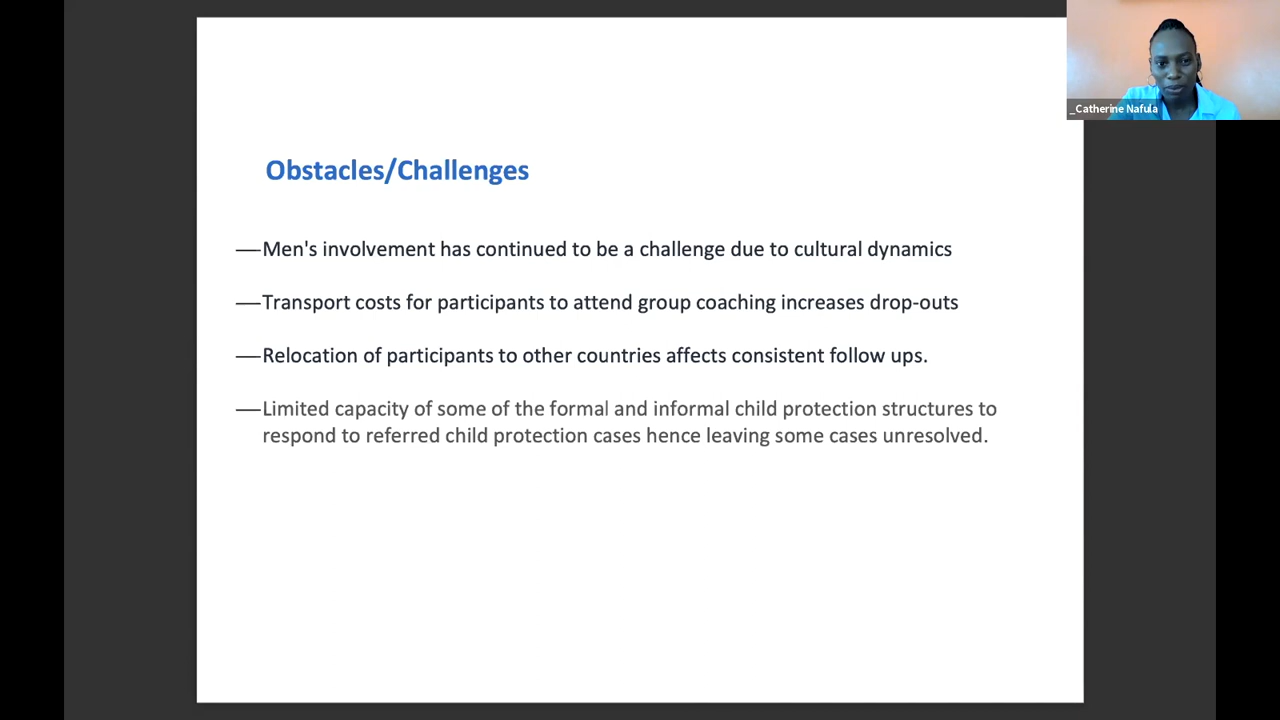 _Catherine Nafula
Obstacles/Challenges
—Men's involvement has continued to be a challenge due to cultural dynamics
—Transport costs for participants to attend group coaching increases drop-outs
—Relocation of participants to other countries affects consistent follow ups.
—Limited capacity of some of the formal and informal child protection structures to
respond to referred child protection cases hence leaving some cases unresolved.